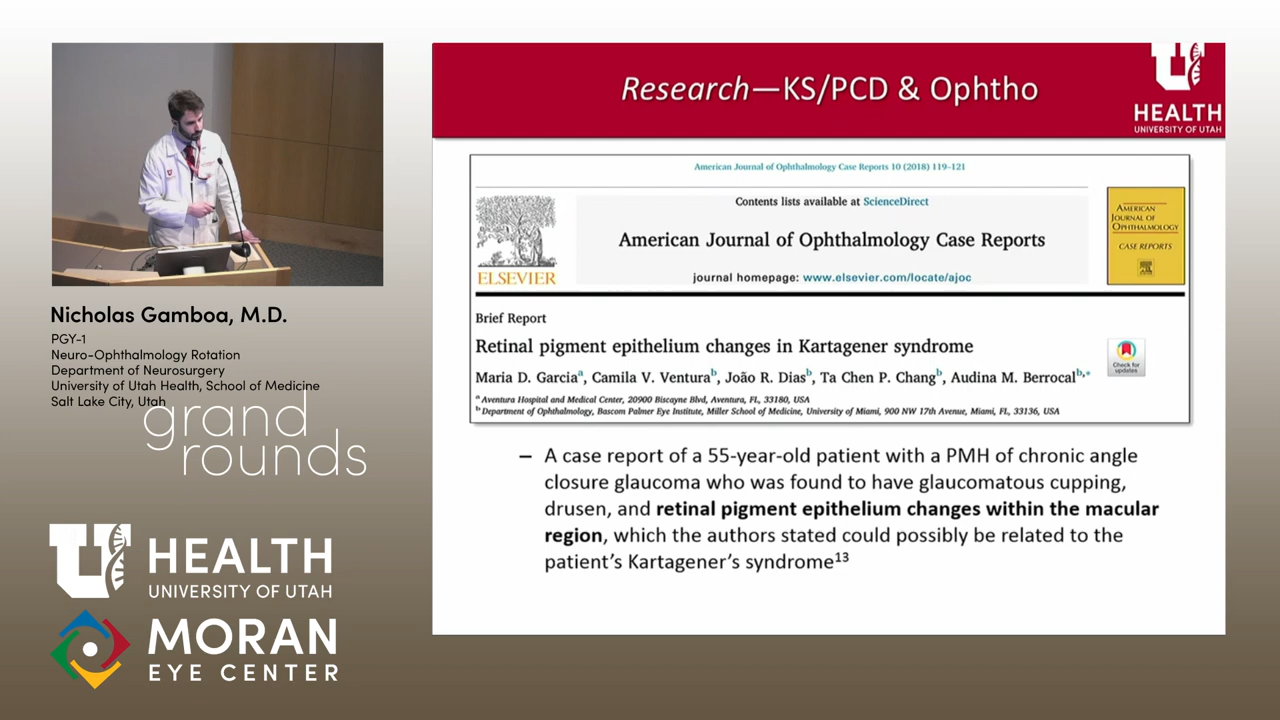 Research—KS/PCD & Ophtho
U
HEALTH
UNIVERSITY OF UTAH
American Journal of Ophthalmology Case Reports 10 (2018) 119–121
ELSEVIER
Contents lists available at ScienceDirect
American Journal of Ophthalmology Case Reports
journal homepage: www.elsevier.com/locate/ajoc
AMERICAN
JOURNAL OF
OPHTHALMOLOGY
CASE REPORTS
Brief Report
Retinal pigment epithelium changes in Kartagener syndrome
Maria D. Garciaᵃ, Camila V. Venturaᵇ, João R. Diasᵇ, Ta Chen P. Changᵇ, Audina M. Berrocalᵇ,*
ᵃ Aventura Hospital and Medical Center, 20900 Biscayne Blvd, Aventura, FL, 33180, USA
ᵇ Department of Ophthalmology, Bascom Palmer Eye Institute, Miller School of Medicine, University of Miami, 900 NW 17th Avenue, Miami, FL, 33136, USA
Check for
updates
– A case report of a 55-year-old patient with a PMH of chronic angle
closure glaucoma who was found to have glaucomatous cupping,
drusen, and retinal pigment epithelium changes within the macular
region, which the authors stated could possibly be related to the
patient's Kartagener's syndrome¹³
Nicholas Gamboa, M.D.
PGY-1
Neuro-Ophthalmology Rotation
Department of Neurosurgery
University of Utah Health, School of Medicine
Salt Lake City, Utah
grand
rounds
U
HEALTH
UNIVERSITY OF UTAH
MORAN
EYE CENTER